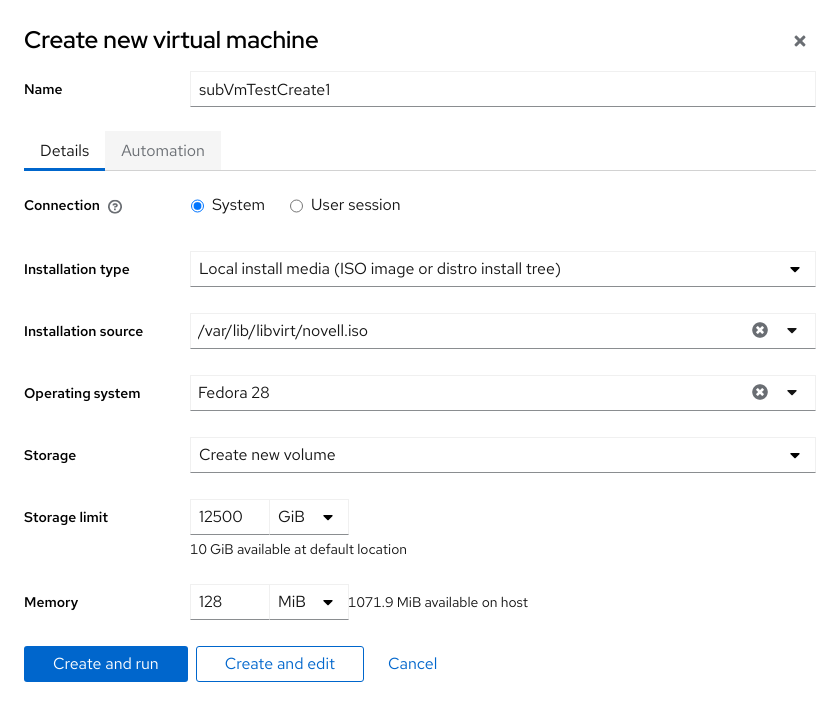 Create new virtual machine
Name
subVmTestCreate1
Details
Automation
Connection
System
User session
Installation type
Local install media (ISO image or distro install tree)
Installation source
/var/lib/libvirt/novell.iso
Operating system
Fedora 28
Storage
Create new volume
Storage limit
12500
GiB
10 GiB available at default location
Memory
128
MiB
1071.9 MiB available on host
Create and run
Create and edit
Cancel